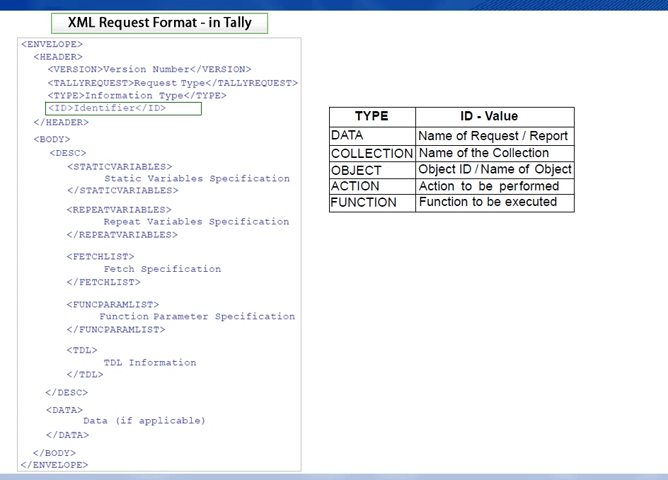 XML Request Format - in Tally
<ENVELOPE>
<HEADER>
<VERSION>Version Number</VERSION>
<TALLYREQUEST>Request Type</TALLYREQUEST>
<TYPE>Information Type</TYPE>
<ID>Identifier</ID>
</HEADER>
<BODY>
<DESC>
<STATICVARIABLES>
Static Variables Specification
</STATICVARIABLES>
<REPEATVARIABLES>
Repeat Variables Specification
</REPEATVARIABLES>
<FETCHLIST>
Fetch Specification
</FETCHLIST>
<FUNCPARAMLIST>
Function Parameter Specification
</FUNCPARAMLIST>
<TDL>
TDL Information
</TDL>
</DESC>
<DATA>
Data (if applicable)
</DATA>
</BODY>
</ENVELOPE>
TYPE ID - Value
DATA Name of Request / Report
COLLECTION Name of the Collection
OBJECT Object ID / Name of Object
ACTION Action to be performed
FUNCTION Function to be executed